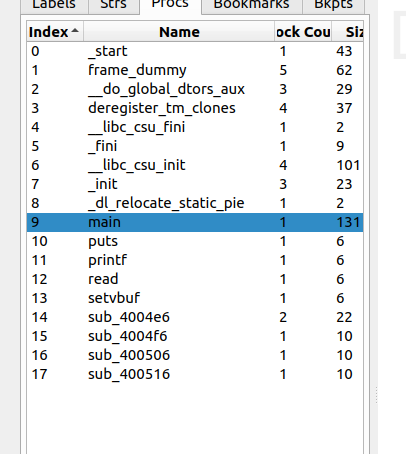 Labels Strs Procs Bookmarks Bkpts
Index Name ock Cou Siz
0 _start 1 43
1 frame_dummy 5 62
2 __do_global_dtors_aux 3 29
3 deregister_tm_clones 4 37
4 __libc_csu_fini 1 2
5 _fini 1 9
6 __libc_csu_init 4 101
7 _init 3 23
8 _dl_relocate_static_pie 1 2
9 main 1 131
10 puts 1 6
11 printf 1 6
12 read 1 6
13 setvbuf 1 6
14 sub_4004e6 2 22
15 sub_4004f6 1 10
16 sub_400506 1 10
17 sub_400516 1 10